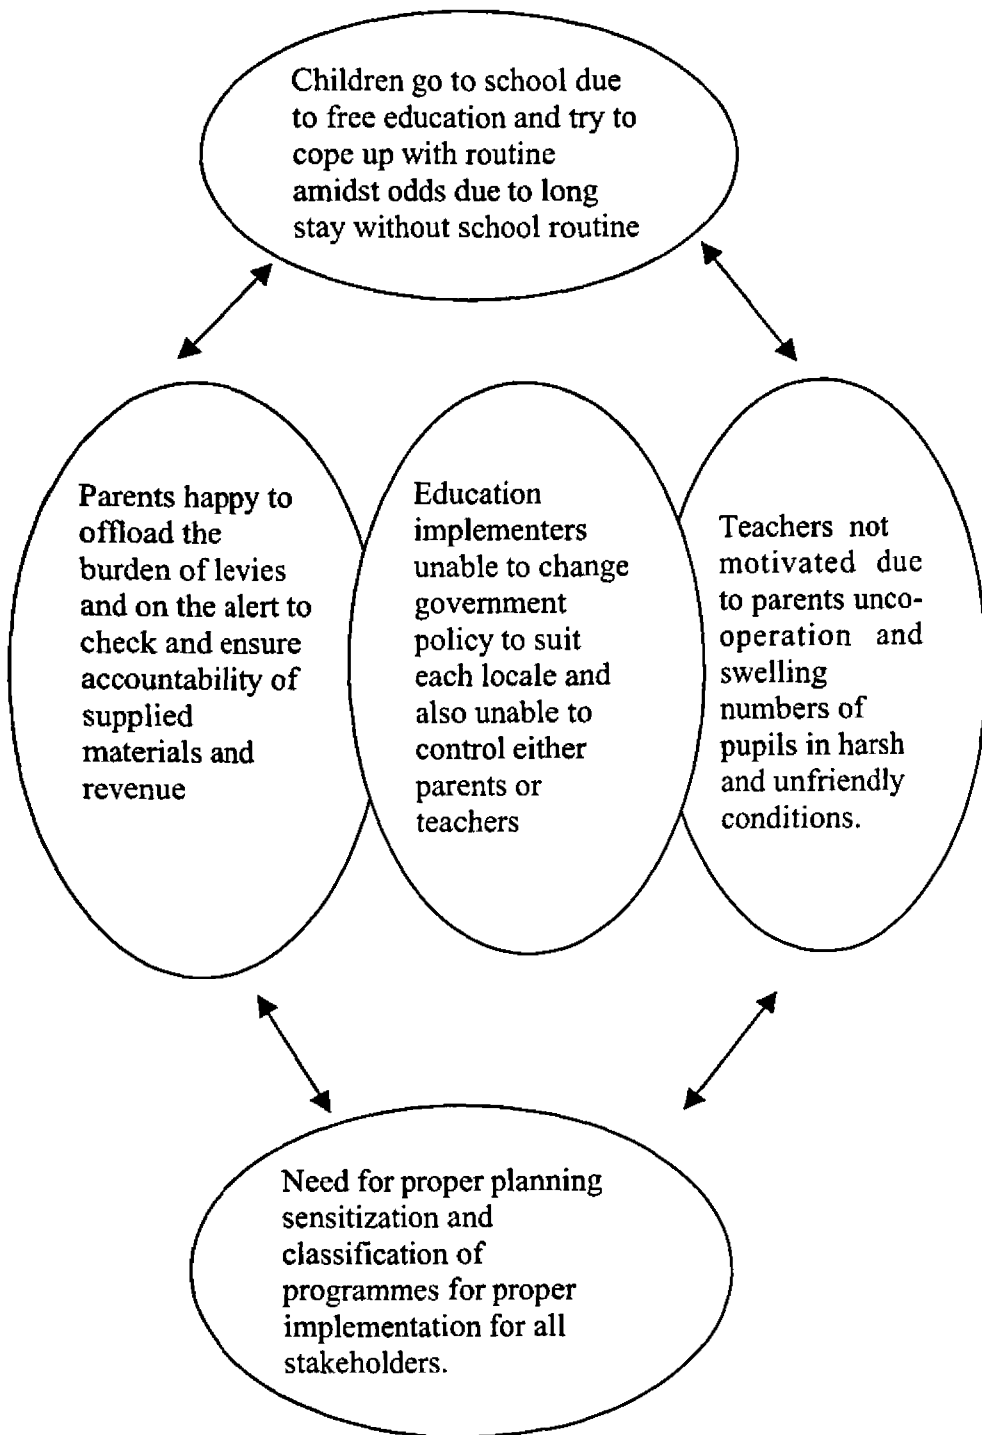 Children go to school due
to free education and try to
cope up with routine
amidst odds due to long
stay without school routine
Parents happy to
offload the
burden of levies
and on the alert to
check and ensure
accountability of
supplied
materials and
revenue
Education
implementers
unable to change
government
policy to suit
each locale and
also unable to
control either
parents or
teachers
Teachers not
motivated due
to parents unco-
operation and
swelling
numbers of
pupils in harsh
and unfriendly
conditions.
Need for proper planning
sensitization and
classification of
programmes for proper
implementation for all
stakeholders.